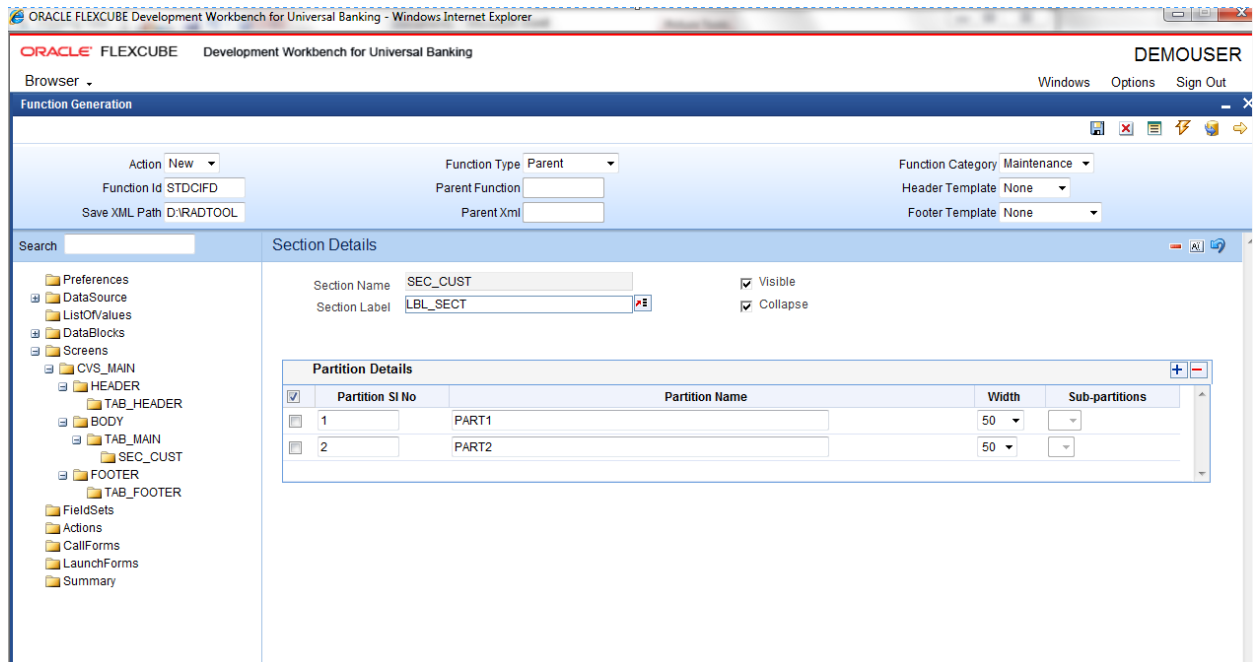 ORACLE FLEXCUBE Development Workbench for Universal Banking - Windows Internet Explorer
ORACLE FLEXCUBE Development Workbench for Universal Banking
DEMOUSER
Browser
Windows Options Sign Out
Function Generation
Action New Function Type Parent Function Category Maintenance
Function Id STDCIFD Parent Function Header Template None
Save XML Path D:\RADTOOL Parent Xml Footer Template None
Search
Section Details
Preferences
DataSource
ListOfValues
DataBlocks
Screens
CVS_MAIN
HEADER
TAB_HEADER
BODY
TAB_MAIN
SEC_CUST
FOOTER
TAB_FOOTER
FieldSets
Actions
CallForms
LaunchForms
Summary
Section Name SEC_CUST Visible
Section Label LBL_SECT Collapse
Partition Details
Partition Sl No Partition Name Width Sub-partitions
1 PART1 50
2 PART2 50